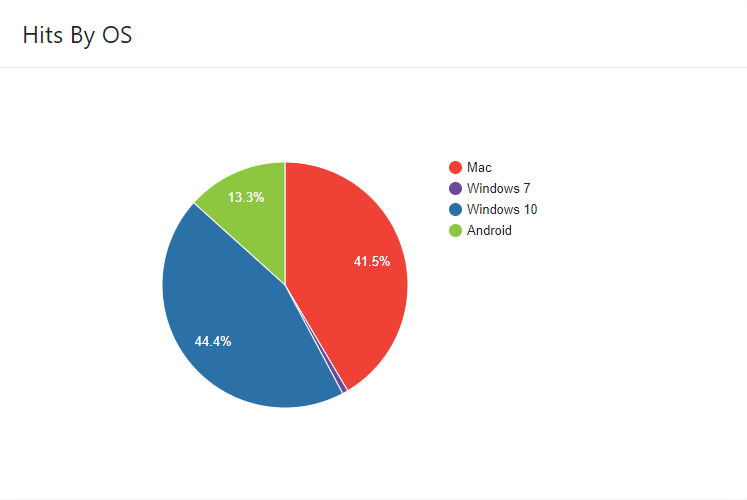 Hits By OS
Mac
Windows 7
Windows 10
Android
13.3%
41.5%
44.4%